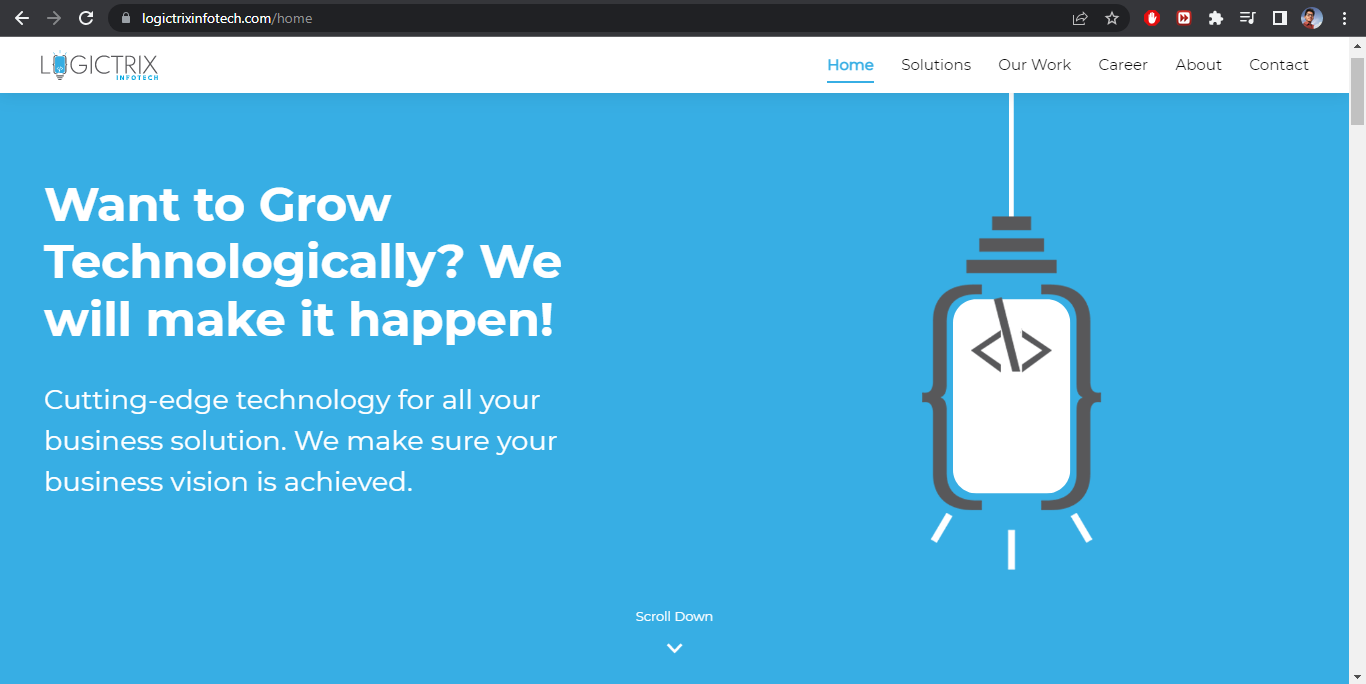 logictrixinfotech.com/home
LOGICTRIX
INFOTECH
Home Solutions Our Work Career About Contact
Want to Grow
Technologically? We
will make it happen!
</>
Cutting-edge technology for all your
business solution. We make sure your
business vision is achieved.
Scroll Down